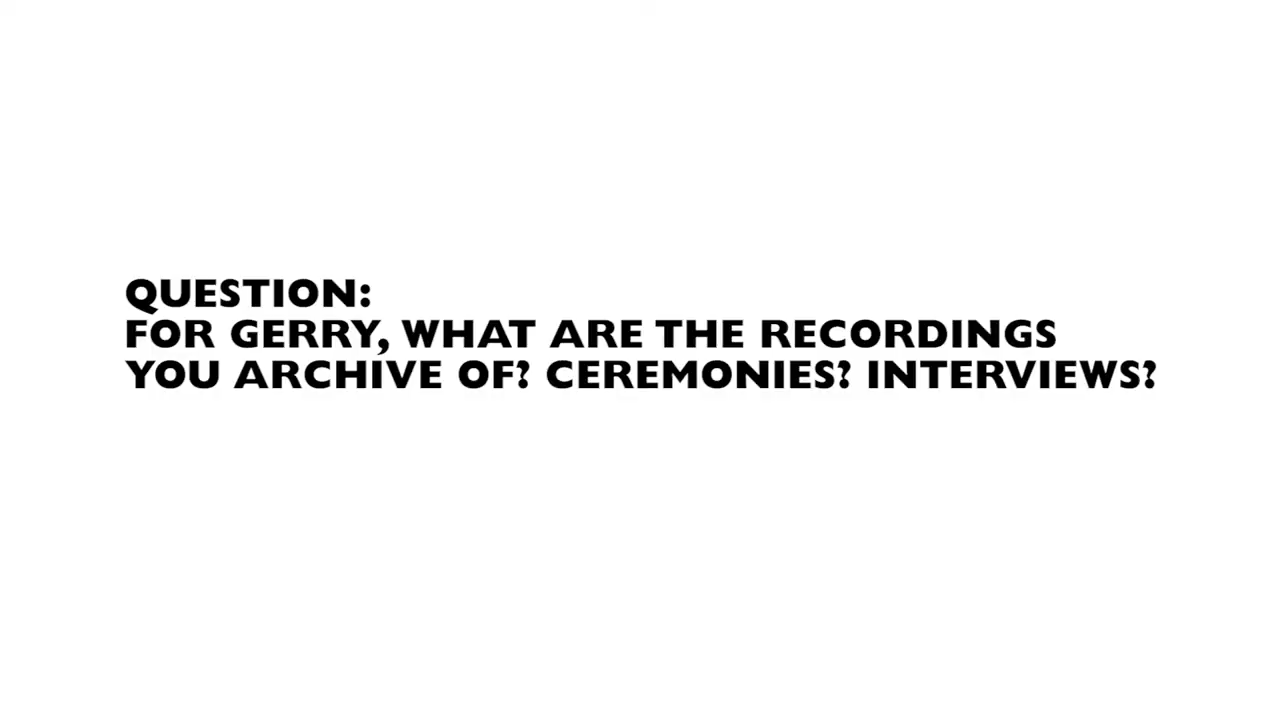 QUESTION:
FOR GERRY, WHAT ARE THE RECORDINGS
YOU ARCHIVE OF? CEREMONIES? INTERVIEWS?